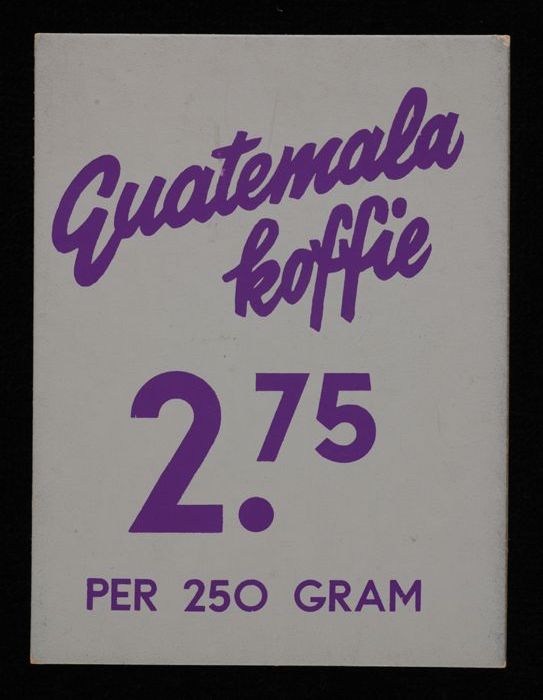 Guatemala
koffie
2.75
PER 250 GRAM